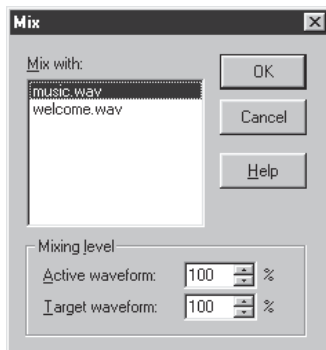 Mix
Mix with:
music.wav
welcome.wav
OK
Cancel
Help
Mixing level
Active waveform: 100 %
Target waveform: 100 %